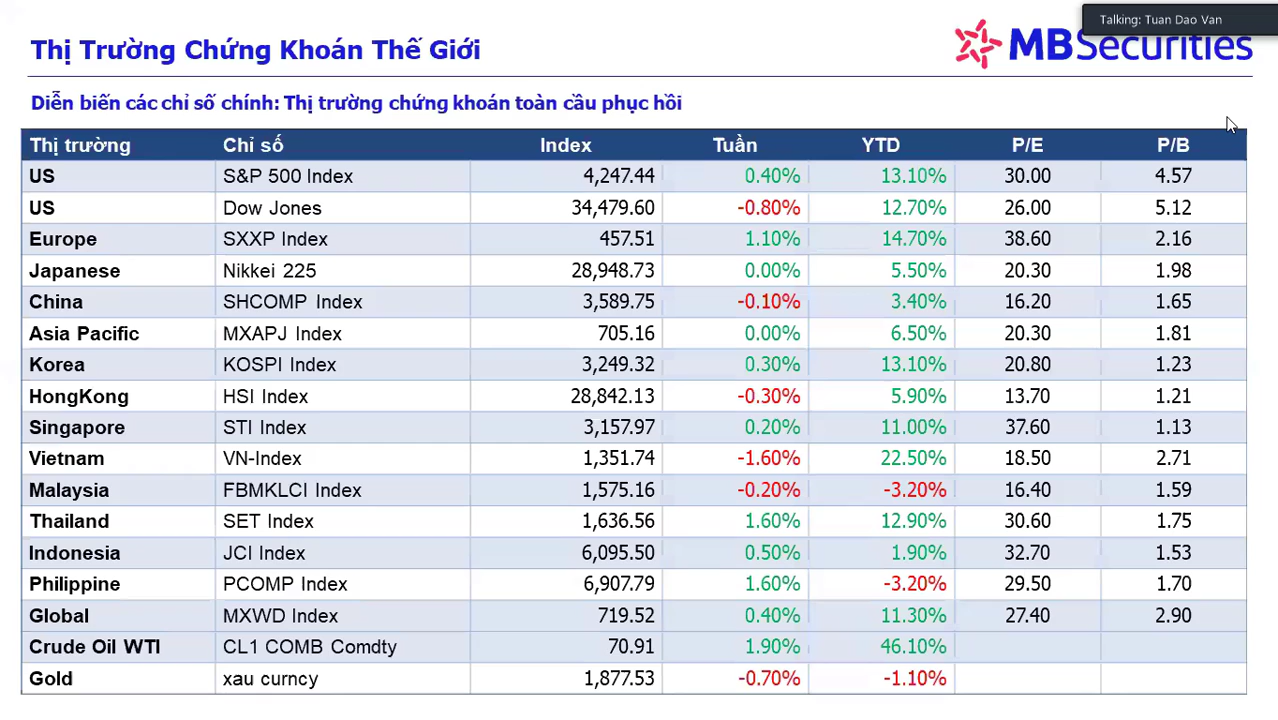 Talking: Tuan Dao Van
Thị Trường Chứng Khoán Thế Giới
MBSecurities
Diễn biến các chỉ số chính: Thị trường chứng khoán toàn cầu phục hồi
Thị trường Chỉ số Index Tuần YTD P/E P/B
US S&P 500 Index 4,247.44 0.40% 13.10% 30.00 4.57
US Dow Jones 34,479.60 -0.80% 12.70% 26.00 5.12
Europe SXXP Index 457.51 1.10% 14.70% 38.60 2.16
Japanese Nikkei 225 28,948.73 0.00% 5.50% 20.30 1.98
China SHCOMP Index 3,589.75 -0.10% 3.40% 16.20 1.65
Asia Pacific MXAPJ Index 705.16 0.00% 6.50% 20.30 1.81
Korea KOSPI Index 3,249.32 0.30% 13.10% 20.80 1.23
HongKong HSI Index 28,842.13 -0.30% 5.90% 13.70 1.21
Singapore STI Index 3,157.97 0.20% 11.00% 37.60 1.13
Vietnam VN-Index 1,351.74 -1.60% 22.50% 18.50 2.71
Malaysia FBMKLCI Index 1,575.16 -0.20% -3.20% 16.40 1.59
Thailand SET Index 1,636.56 1.60% 12.90% 30.60 1.75
Indonesia JCI Index 6,095.50 0.50% 1.90% 32.70 1.53
Philippine PCOMP Index 6,907.79 1.60% -3.20% 29.50 1.70
Global MXWD Index 719.52 0.40% 11.30% 27.40 2.90
Crude Oil WTI CL1 COMB Comdty 70.91 1.90% 46.10%
Gold xau curncy 1,877.53 -0.70% -1.10%